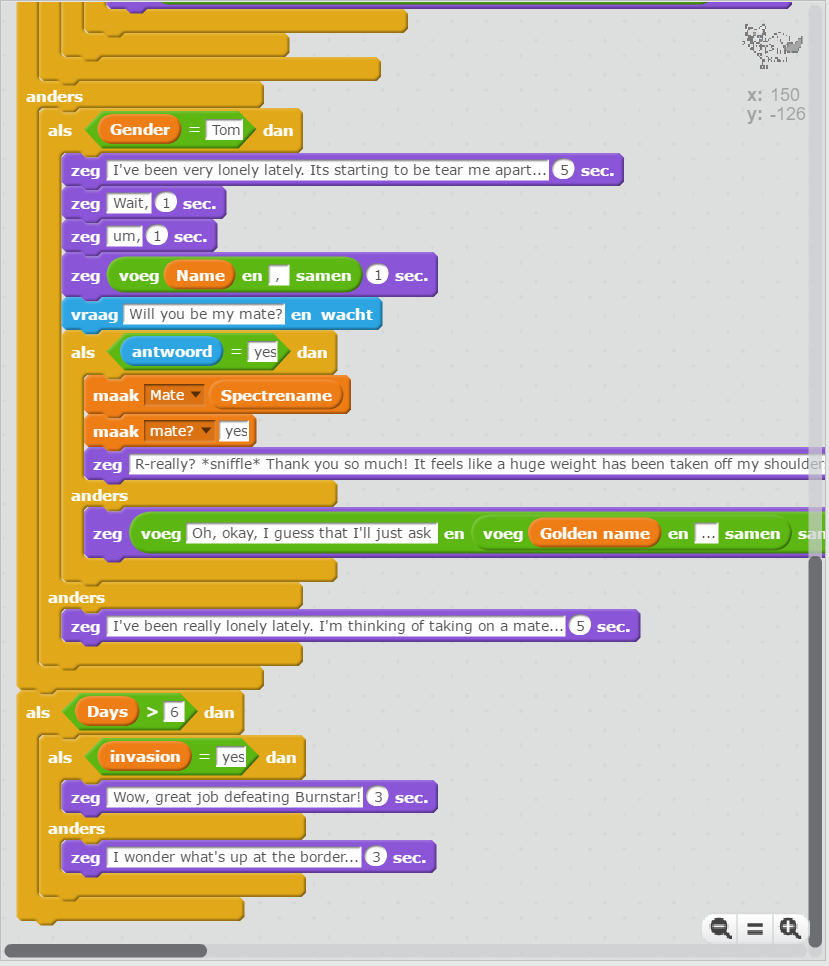 anders
x: 150
y: -126
als Gender = Tom dan
zeg I've been very lonely lately. Its starting to be tear me apart... 5 sec.
zeg Wait, 1 sec.
zeg um, 1 sec.
zeg voeg Name en , samen 1 sec.
vraag Will you be my mate? en wacht
als antwoord = yes dan
maak Mate Spectrename
maak mate? yes
zeg R-really? *sniffle* Thank you so much! It feels like a huge weight has been taken off my shoulder
anders
zeg voeg Oh, okay, I guess that I'll just ask en voeg Golden name en ... samen
anders
zeg I've been really lonely lately. I'm thinking of taking on a mate... 5 sec.
als Days > 6 dan
als invasion = yes dan
zeg Wow, great job defeating Burnstar! 3 sec.
anders
zeg I wonder what's up at the border... 3 sec.